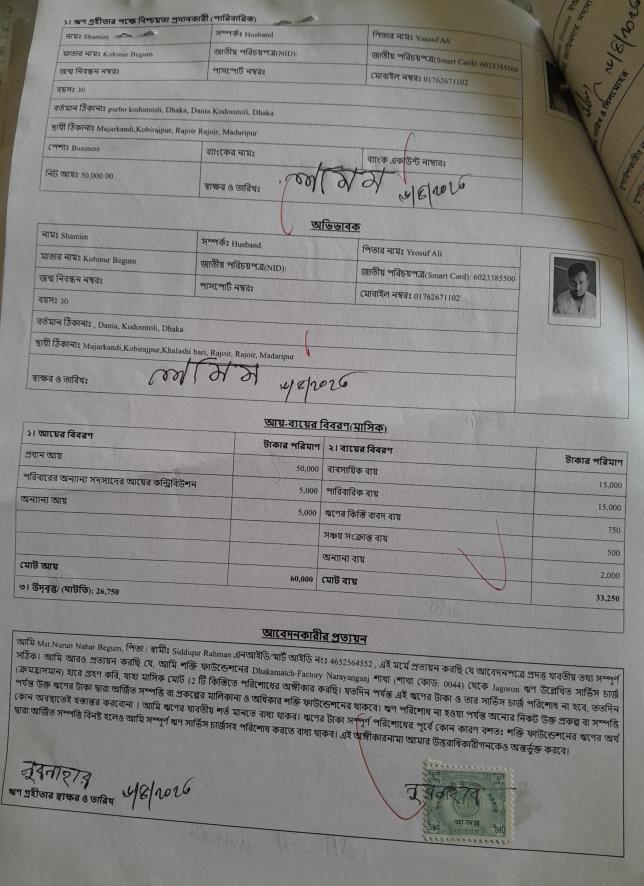 ১। ঋণ গ্রহীতার পক্ষে নিশ্চয়তা প্রদানকারী (পারিবারিক)
নামঃ Shamim সম্পর্ক: Husband পিতার নামঃ Yeosuf Ali
মাতার নামঃ Kohinur Begum জাতীয় পরিচয়পত্র(NID): জাতীয় পরিচয়পত্র(Smart Card): 6023385500
জন্ম নিবন্ধন নম্বরঃ পাসপোর্ট নম্বরঃ মোবাইল নম্বরঃ 01762671102
বয়সঃ 30
বর্তমান ঠিকানাঃ purbo kodomtoli, Dhaka, Dania Kodomtoli, Dhaka
স্থায়ী ঠিকানাঃ Mujarkandi, Kobirajpur, Rajoir Rajoir, Madaripur
পেশাঃ Business ব্যাংকের নামঃ ব্যাংক একাউন্ট নাম্বারঃ
নিট আয়ঃ 50,000.00 স্বাক্ষর ও তারিখঃ শামিম
অভিভাবক
নামঃ Shamim সম্পর্ক: Husband পিতার নামঃ Yeosuf Ali
মাতার নামঃ Kohinur Begum জাতীয় পরিচয়পত্র(NID): জাতীয় পরিচয়পত্র(Smart Card): 6023385500
জন্ম নিবন্ধন নম্বরঃ পাসপোর্ট নম্বরঃ মোবাইল নম্বরঃ 01762671102
বয়সঃ 30
বর্তমান ঠিকানাঃ , Dania, Kodomtoli, Dhaka
স্থায়ী ঠিকানাঃ Mujarkandi,Kobirajpur,Khalashi bari, Rajoir, Rajoir, Madaripur
স্বাক্ষর ও তারিখঃ শামিম
আয়-ব্যয়ের বিবরণ(মাসিক)
১। আয়ের বিবরণ টাকার পরিমাণ ২। ব্যয়ের বিবরণ টাকার পরিমাণ
প্রধান আয় 50,000 ব্যবসায়িক ব্যয় 15,000
পরিবারের অন্যান্য সদস্যদের আয়ের কন্ট্রিবিউশন 5,000 পারিবারিক ব্যয় 15,000
অন্যান্য আয় 5,000 ঋণের কিস্তি বাবদ ব্যয় 750
সঞ্চয় সংক্রান্ত ব্যয় 500
অন্যান্য ব্যয় 2,000
মোট আয় 60,000 মোট ব্যয় 33,250
৩। উদ্বৃত্ত/ (ঘাটতি): 26,750
আবেদনকারীর প্রত্যয়ন
আমি Mst.Nurun Nahar Begum, পিতা / স্বামীঃ Siddiqur Rahman এনআইডি/স্মার্ট আইডি নং: 4652564552 , এই মর্মে প্রত্যয়ন করছি যে আবেদনপত্রে প্রদত্ত যাবতীয় তথ্য সম্পূর্ণ
সঠিক। আমি আরও প্রত্যয়ন করছি যে, আমি শক্তি ফাউন্ডেশনের Dhakamatch-Factory Narayanganj শাখা (শাখা কোড: 0044) থেকে Jagoron ঋণ উল্লেখিত সার্ভিস চার্জ
(ক্রমহ্রাসমান) হারে গ্রহণ করি, যাহা মাসিক মোট 12 টি কিস্তিতে পরিশোধের অঙ্গীকার করছি। যতদিন পর্যন্ত এই ঋণের টাকা ও তার সার্ভিস চার্জ পরিশোধ না হবে, ততদিন
পর্যন্ত উক্ত ঋণের টাকা দ্বারা অর্জিত সম্পত্তি বা প্রকল্পের মালিকানা ও অধিকার শক্তি ফাউন্ডেশনের থাকবে। ঋণ পরিশোধ না হওয়া পর্যন্ত অন্যের নিকট উক্ত প্রকল্প বা সম্পত্তি
কোন অবস্থাতেই হস্তান্তর করবোনা । আমি ঋণের যাবতীয় শর্ত মানতে বাধ্য থাকব। ঋণের টাকা সম্পূর্ণ পরিশোধের পূর্বে কোন কারণ বশতঃ শক্তি ফাউন্ডেশনের ঋণের অর্থ
দ্বারা অর্জিত সম্পত্তি বিনষ্ট হলেও আমি সম্পূর্ণ ঋণ সার্ভিস চার্জসহ পরিশোধ করতে বাধ্য থাকব। এই অঙ্গীকারনামা আমার উত্তরাধিকারীগনকেও অন্তর্ভুক্ত করবে।
নুরনাহার নুরনাহার
ঋণ গ্রহীতার স্বাক্ষর ও তারিখ